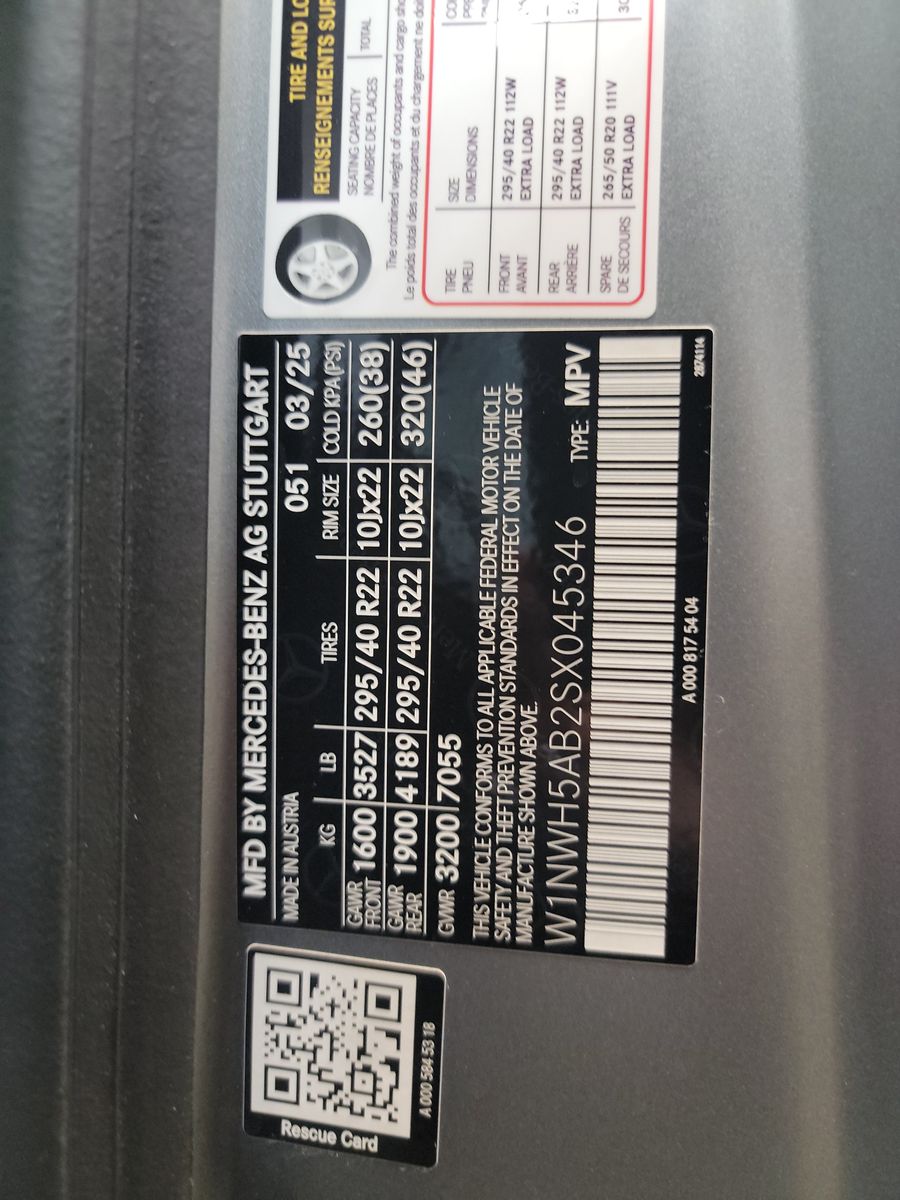 MFD BY MERCEDES-BENZ AG STUTTGART
MADE IN AUSTRIA 051 03/25
KG LB TIRES RIM SIZE COLD KPA(PSI)
GAWR FRONT 1600 3527 295/40 R22 10Jx22 260(38)
GAWR REAR 1900 4189 295/40 R22 10Jx22 320(46)
GVWR 3200 7055
THIS VEHICLE CONFORMS TO ALL APPLICABLE FEDERAL MOTOR VEHICLE
SAFETY AND THEFT PREVENTION STANDARDS IN EFFECT ON THE DATE OF
MANUFACTURE SHOWN ABOVE.
W1NWH5AB2SX045346 TYPE: MPV
A 000 817 54 04
2874114
Rescue Card
A 000 584 53 18
TIRE AND
RENSEIGNEMENTS
SEATING CAPACITY
NOMBRE DE PLACES
TOTAL
The combined weight of occupants and cargo
Le poids total des occupants et du chargement ne
TIRE SIZE
PNEU DIMENSIONS
FRONT 295/40 R22 112W
AVANT EXTRA LOAD
REAR 295/40 R22 112W
ARRIÈRE EXTRA LOAD
SPARE 265/50 R20 111V
DE SECOURS EXTRA LOAD